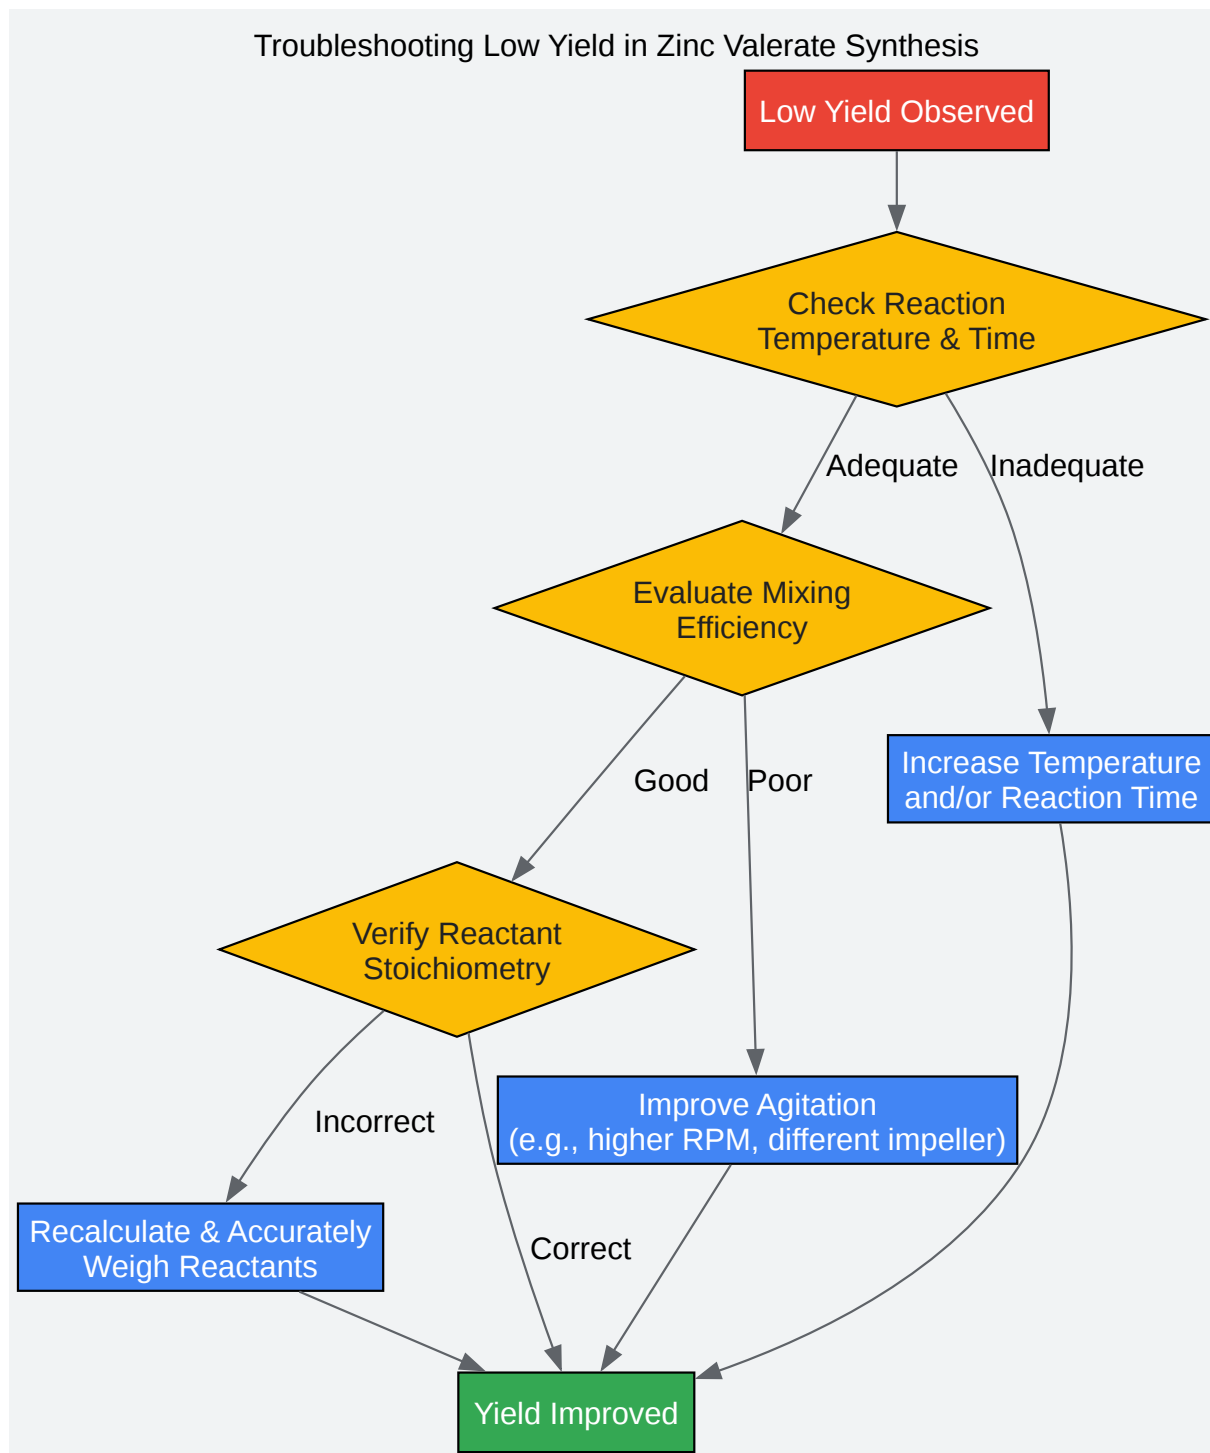 Troubleshooting Low Yield in Zinc Valerate Synthesis
Low Yield Observed
Check Reaction
Temperature & Time
Adequate
Inadequate
Evaluate Mixing
Efficiency
Good
Poor
Increase Temperature
and/or Reaction Time
Verify Reactant
Stoichiometry
Improve Agitation
(e.g., higher RPM, different impeller)
Incorrect
Recalculate & Accurately
Weigh Reactants
Correct
Yield Improved